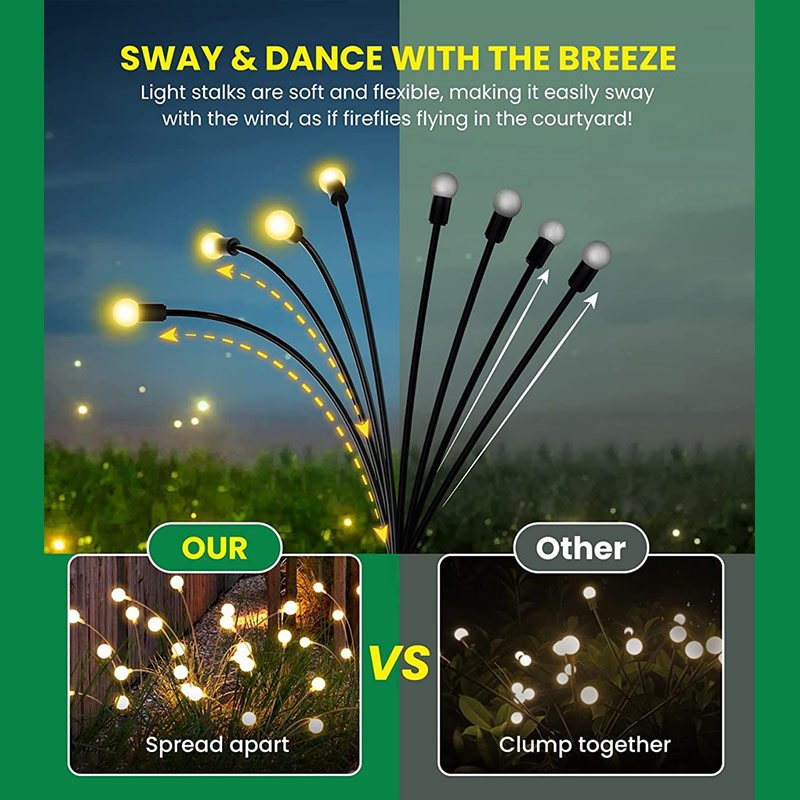 SWAY & DANCE WITH THE BREEZE
Light stalks are soft and flexible, making it easily sway
with the wind, as if fireflies flying in the courtyard!
OUR
Other
VS
Spread apart
Clump together